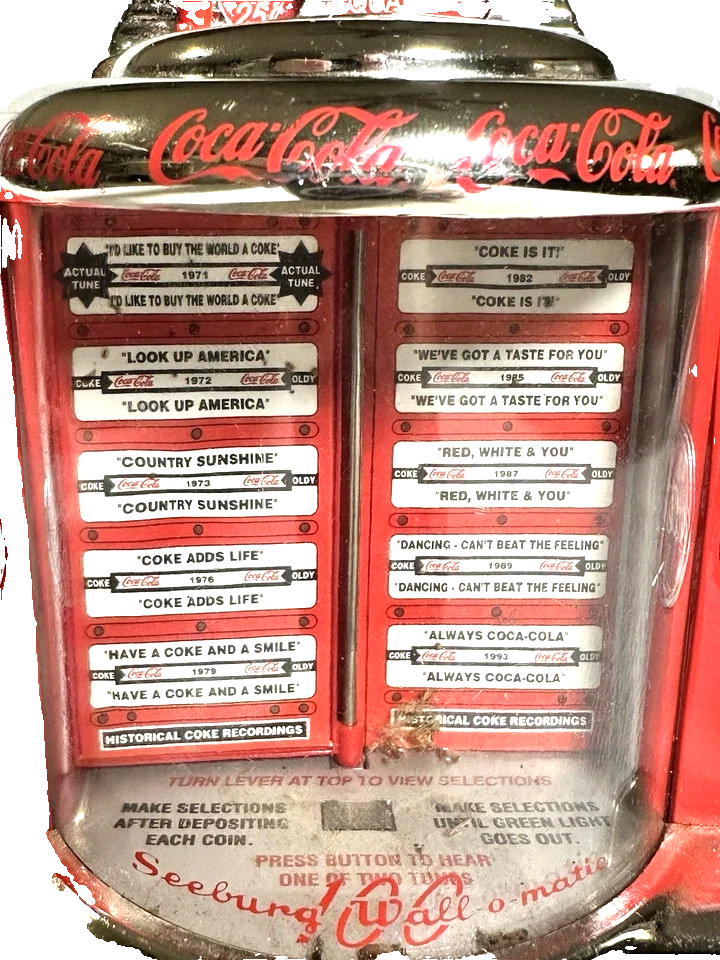 25¢
Coca-Cola Coca-Cola Coca-Cola
"I'D LIKE TO BUY THE WORLD A COKE"
ACTUAL TUNE Coca-Cola 1971 Coca-Cola ACTUAL TUNE
"I'D LIKE TO BUY THE WORLD A COKE"
"LOOK UP AMERICA"
COKE Coca-Cola 1972 Coca-Cola OLDY
"LOOK UP AMERICA"
"COUNTRY SUNSHINE"
COKE Coca-Cola 1973 Coca-Cola OLDY
"COUNTRY SUNSHINE"
"COKE ADDS LIFE"
COKE Coca-Cola 1976 Coca-Cola OLDY
"COKE ADDS LIFE"
"HAVE A COKE AND A SMILE"
COKE Coca-Cola 1979 Coca-Cola OLDY
"HAVE A COKE AND A SMILE"
HISTORICAL COKE RECORDINGS
"COKE IS IT!"
COKE Coca-Cola 1982 Coca-Cola OLDY
"COKE IS IT!"
"WE'VE GOT A TASTE FOR YOU"
COKE Coca-Cola 1985 Coca-Cola OLDY
"WE'VE GOT A TASTE FOR YOU"
"RED, WHITE & YOU"
COKE Coca-Cola 1987 Coca-Cola OLDY
"RED, WHITE & YOU"
"DANCING - CAN'T BEAT THE FEELING"
COKE Coca-Cola 1989 Coca-Cola OLDY
"DANCING - CAN'T BEAT THE FEELING"
"ALWAYS COCA-COLA"
COKE Coca-Cola 1993 Coca-Cola OLDY
"ALWAYS COCA-COLA"
HISTORICAL COKE RECORDINGS
TURN LEVER AT TOP TO VIEW SELECTIONS
MAKE SELECTIONS
AFTER DEPOSITING
EACH COIN.
MAKE SELECTIONS
UNTIL GREEN LIGHT
GOES OUT.
PRESS BUTTON TO HEAR
ONE OF TWO TUNES
Seeburg Wall-o-matic
100